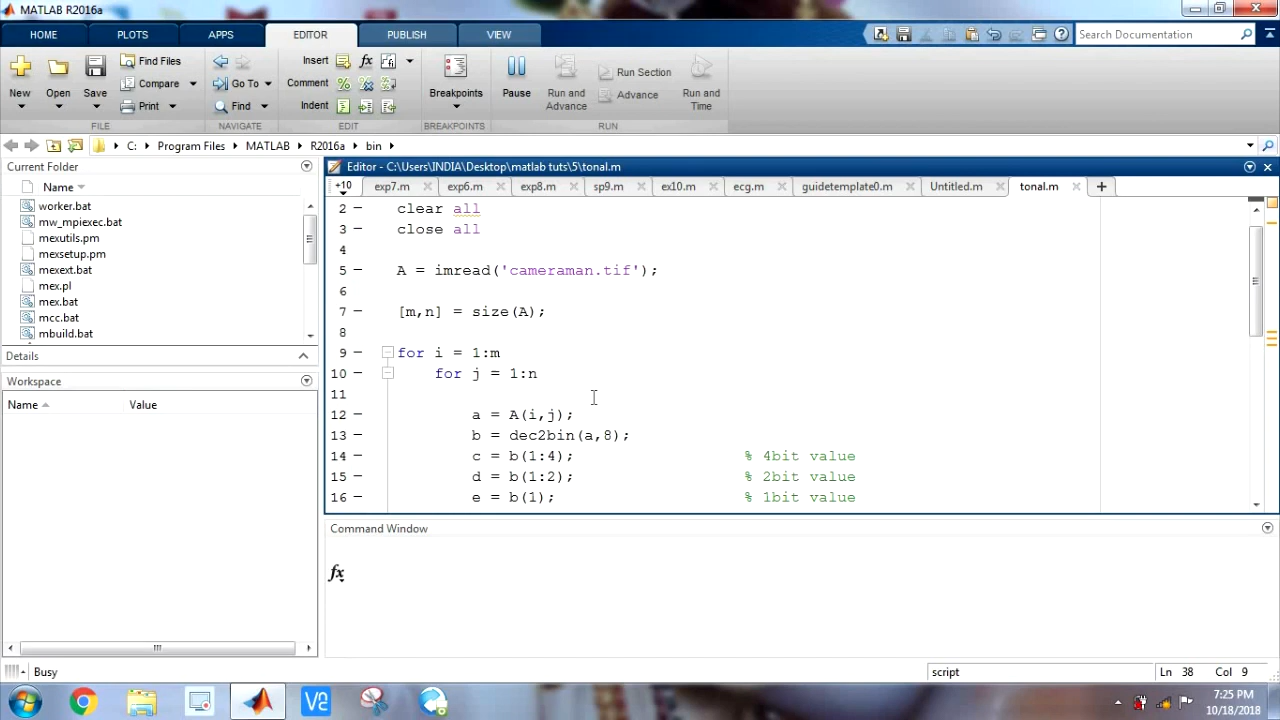 MATLAB R2016a
HOME PLOTS APPS EDITOR PUBLISH VIEW
Search Documentation
New Open Save Find Files Compare Print
FILE
Go To Find
NAVIGATE
Insert fx
Comment
Indent
EDIT
Breakpoints
BREAKPOINTS
Pause Run and Advance Run Section Advance Run and Time
RUN
C: Program Files MATLAB R2016a bin
Current Folder
Name
worker.bat
mw_mpiexec.bat
mexutils.pm
mexsetup.pm
mexext.bat
mex.pl
mex.bat
mcc.bat
mbuild.bat
Details
Workspace
Name Value
Editor - C:\Users\INDIA\Desktop\matlab tuts\5\tonal.m
+10 exp7.m exp6.m exp8.m sp9.m ex10.m ecg.m guidetemplate0.m Untitled.m tonal.m
2 – clear all
3 – close all
4
5 – A = imread('cameraman.tif');
6
7 – [m,n] = size(A);
8
9 – for i = 1:m
10 – for j = 1:n
11
12 – a = A(i,j);
13 – b = dec2bin(a,8);
14 – c = b(1:4); % 4bit value
15 – d = b(1:2); % 2bit value
16 – e = b(1); % 1bit value
Command Window
fx
Busy
script
Ln 38 Col 9
7:25 PM
10/18/2018